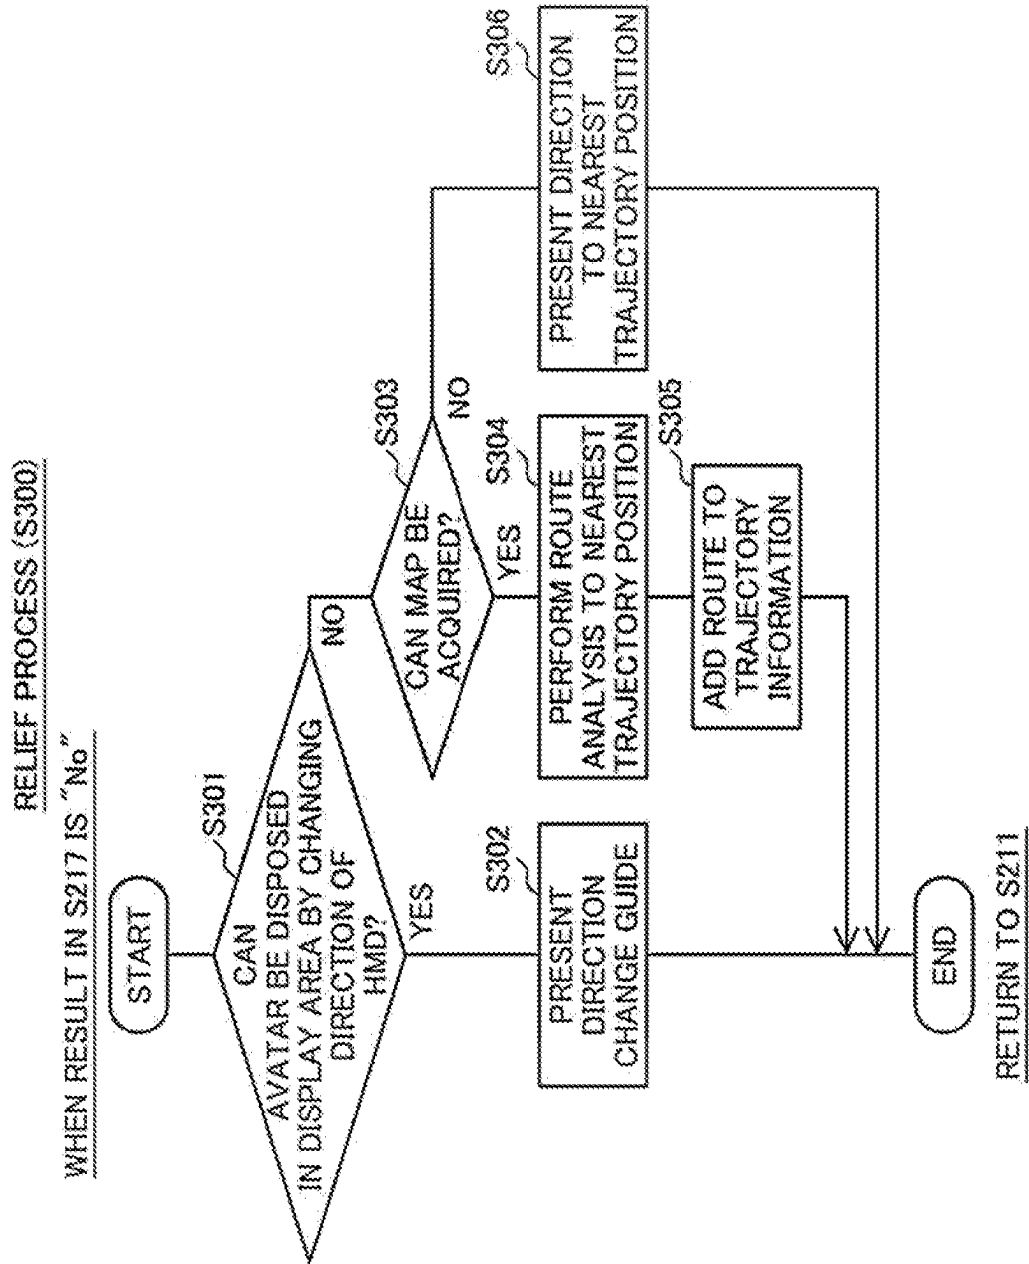 RELIEF PROCESS (S300)
WHEN RESULT IN S217 IS "No"
START
S301
CAN
AVATAR BE DISPOSED
IN DISPLAY AREA BY CHANGING
DIRECTION OF
HMD?
NO
YES
S303
CAN MAP BE
ACQUIRED?
NO
YES
S302
PRESENT
DIRECTION
CHANGE GUIDE
S304
PERFORM ROUTE
ANALYSIS TO NEAREST
TRAJECTORY POSITION
S306
PRESENT DIRECTION
TO NEAREST
TRAJECTORY POSITION
S305
ADD ROUTE TO
TRAJECTORY
INFORMATION
END
RETURN TO S211